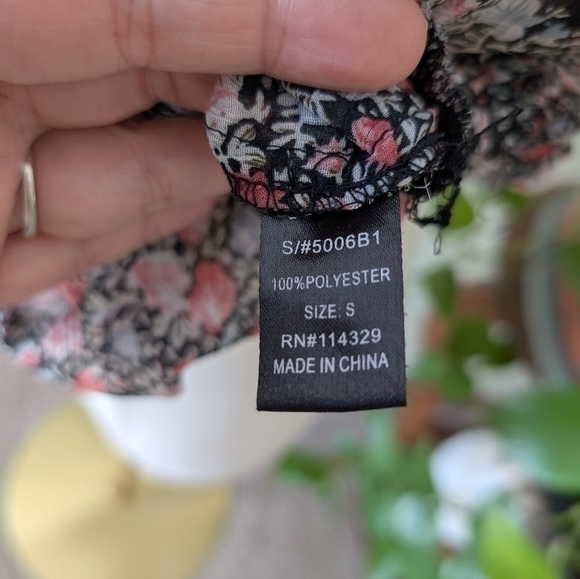 S/#5006B1
100%POLYESTER
SIZE: S
RN#114329
MADE IN CHINA